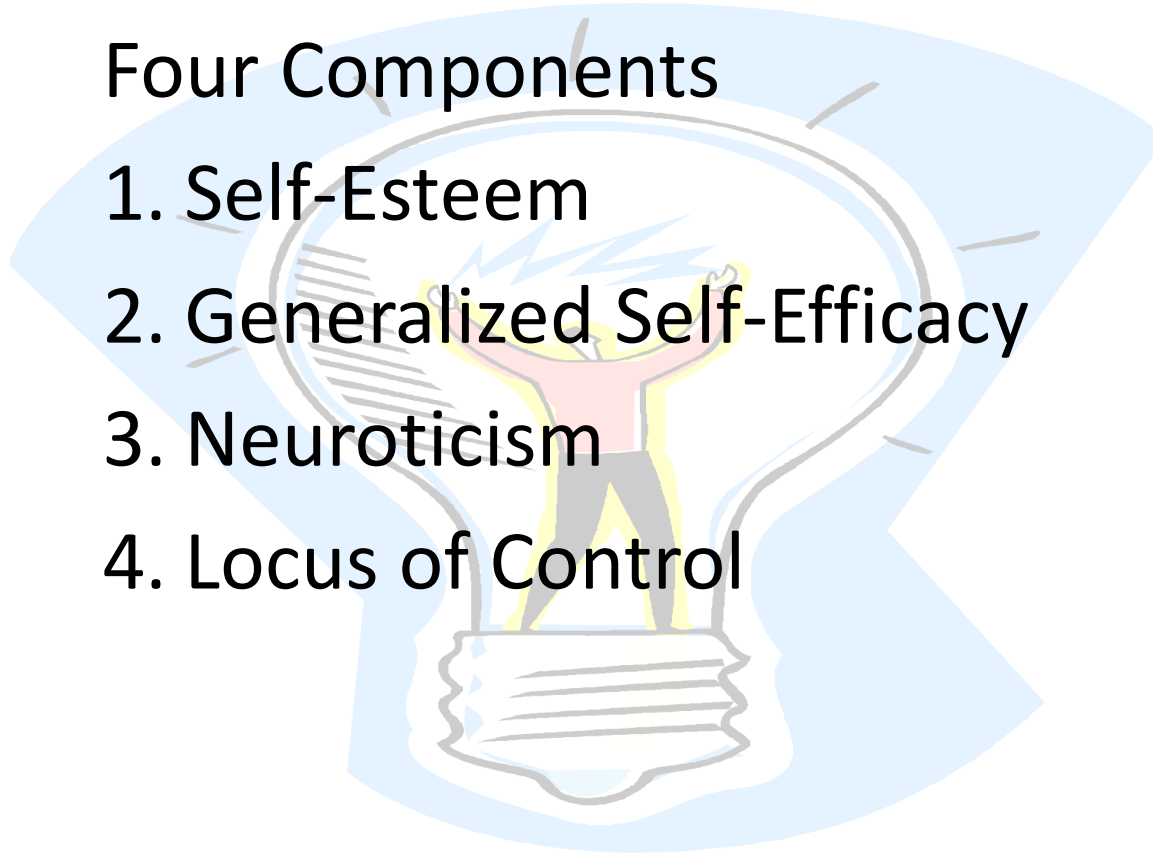 Four Components
1. Self-Esteem
2. Generalized Self-Efficacy
3. Neuroticism
4. Locus of Control